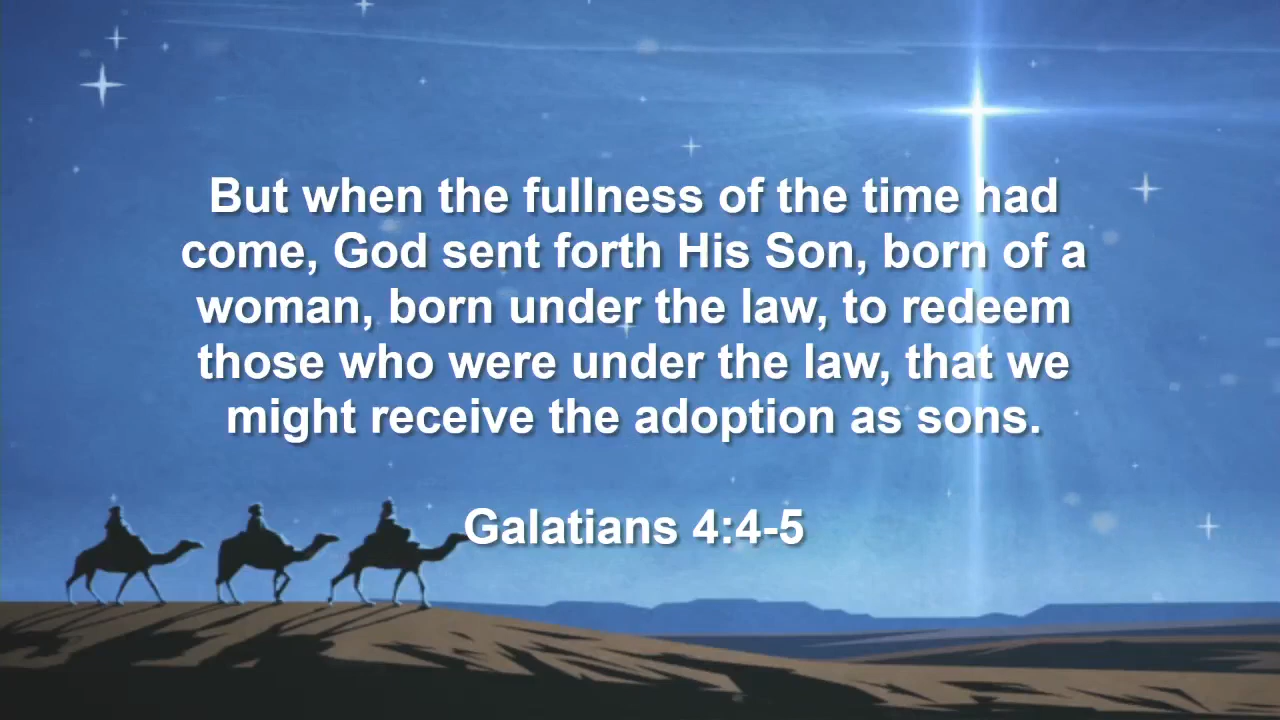 But when the fullness of the time had
come, God sent forth His Son, born of a
woman, born under the law, to redeem
those who were under the law, that we
might receive the adoption as sons.
Galatians 4:4-5